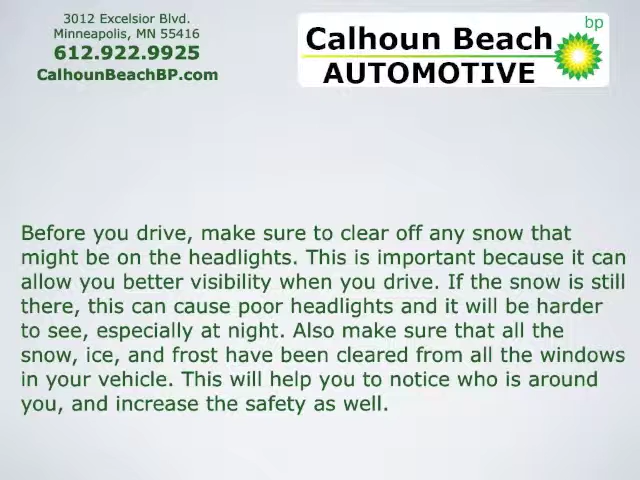 3012 Excelsior Blvd.
Minneapolis, MN 55416
612.922.9925
CalhounBeachBP.com
bp
Calhoun Beach
AUTOMOTIVE
Before you drive, make sure to clear off any snow that
might be on the headlights. This is important because it can
allow you better visibility when you drive. If the snow is still
there, this can cause poor headlights and it will be harder
to see, especially at night. Also make sure that all the
snow, ice, and frost have been cleared from all the windows
in your vehicle. This will help you to notice who is around
you, and increase the safety as well.